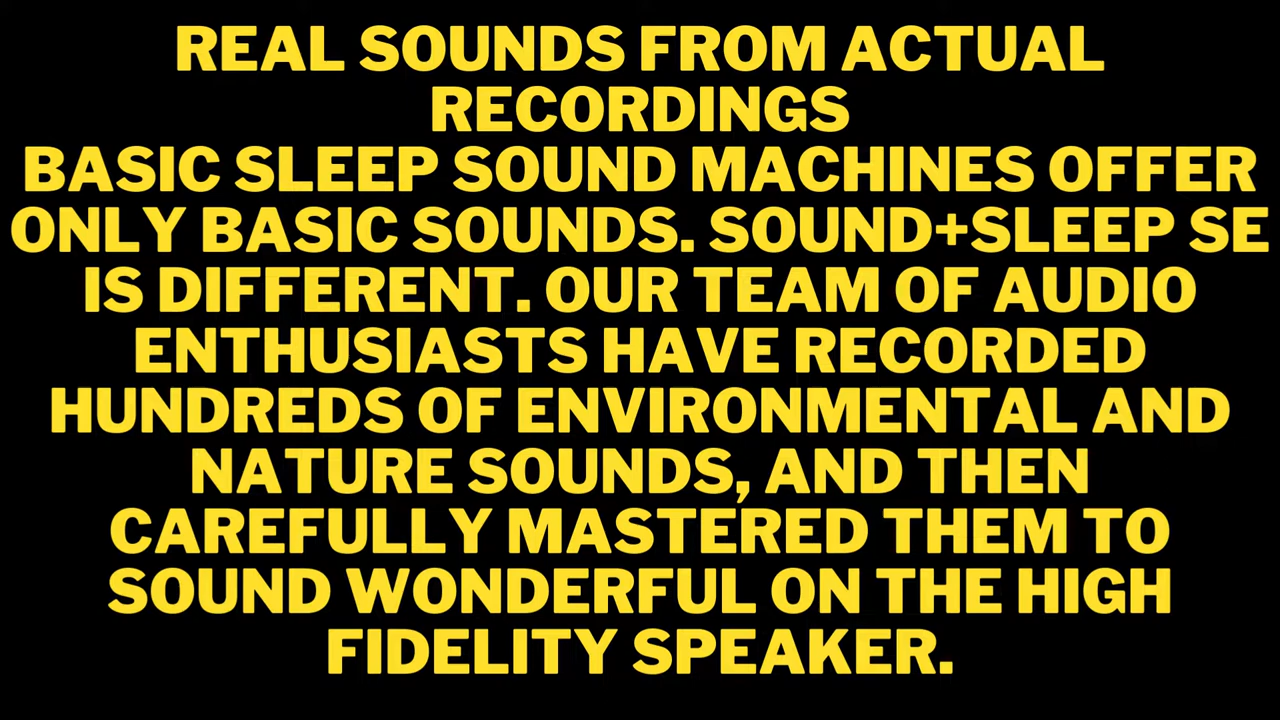 REAL SOUNDS FROM ACTUAL
RECORDINGS
BASIC SLEEP SOUND MACHINES OFFER
ONLY BASIC SOUNDS. SOUND+SLEEP SE
IS DIFFERENT. OUR TEAM OF AUDIO
ENTHUSIASTS HAVE RECORDED
HUNDREDS OF ENVIRONMENTAL AND
NATURE SOUNDS, AND THEN
CAREFULLY MASTERED THEM TO
SOUND WONDERFUL ON THE HIGH
FIDELITY SPEAKER.